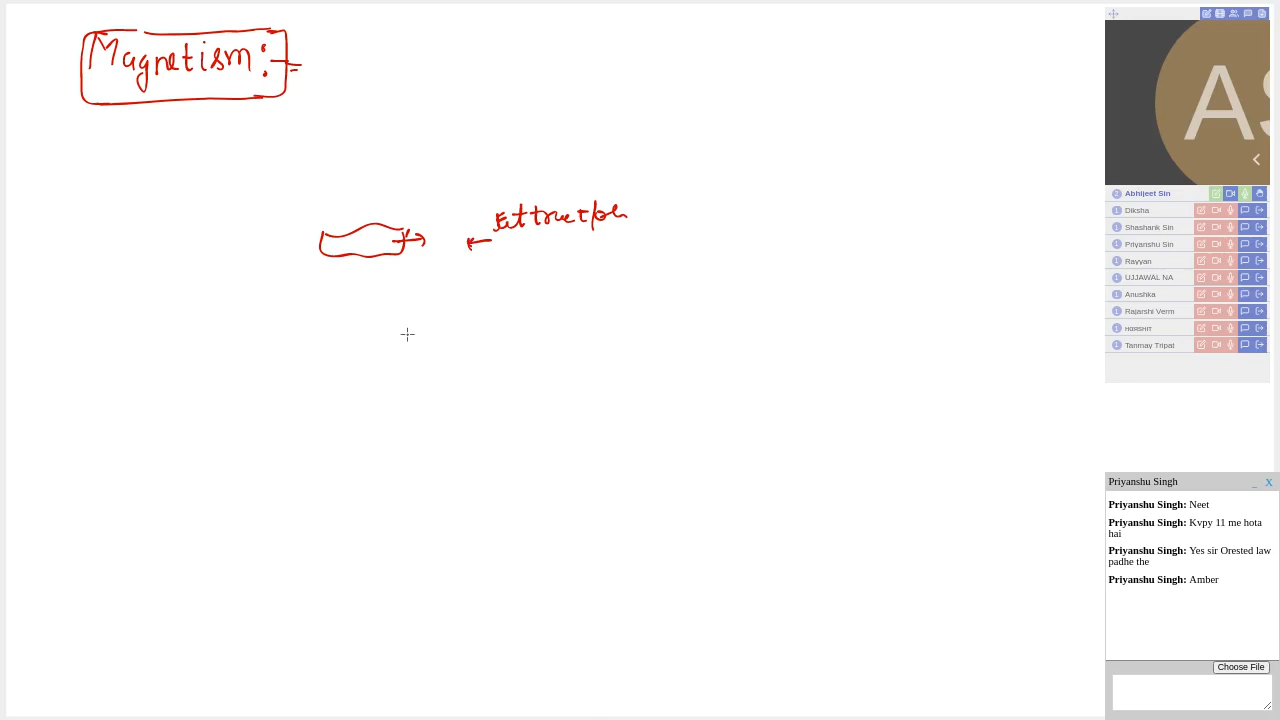 Magnetism :-
Attraction
AS
Abhijeet Sin
Diksha
Shashank Sin
Priyanshu Sin
Rayyan
UJJAWAL NA
Anushka
Rajarshi Verm
HARSHIT
Tanmay Tripat
Priyanshu Singh _ X
Priyanshu Singh: Neet
Priyanshu Singh: Kvpy 11 me hota
hai
Priyanshu Singh: Yes sir Orested law
padhe the
Priyanshu Singh: Amber
Choose File